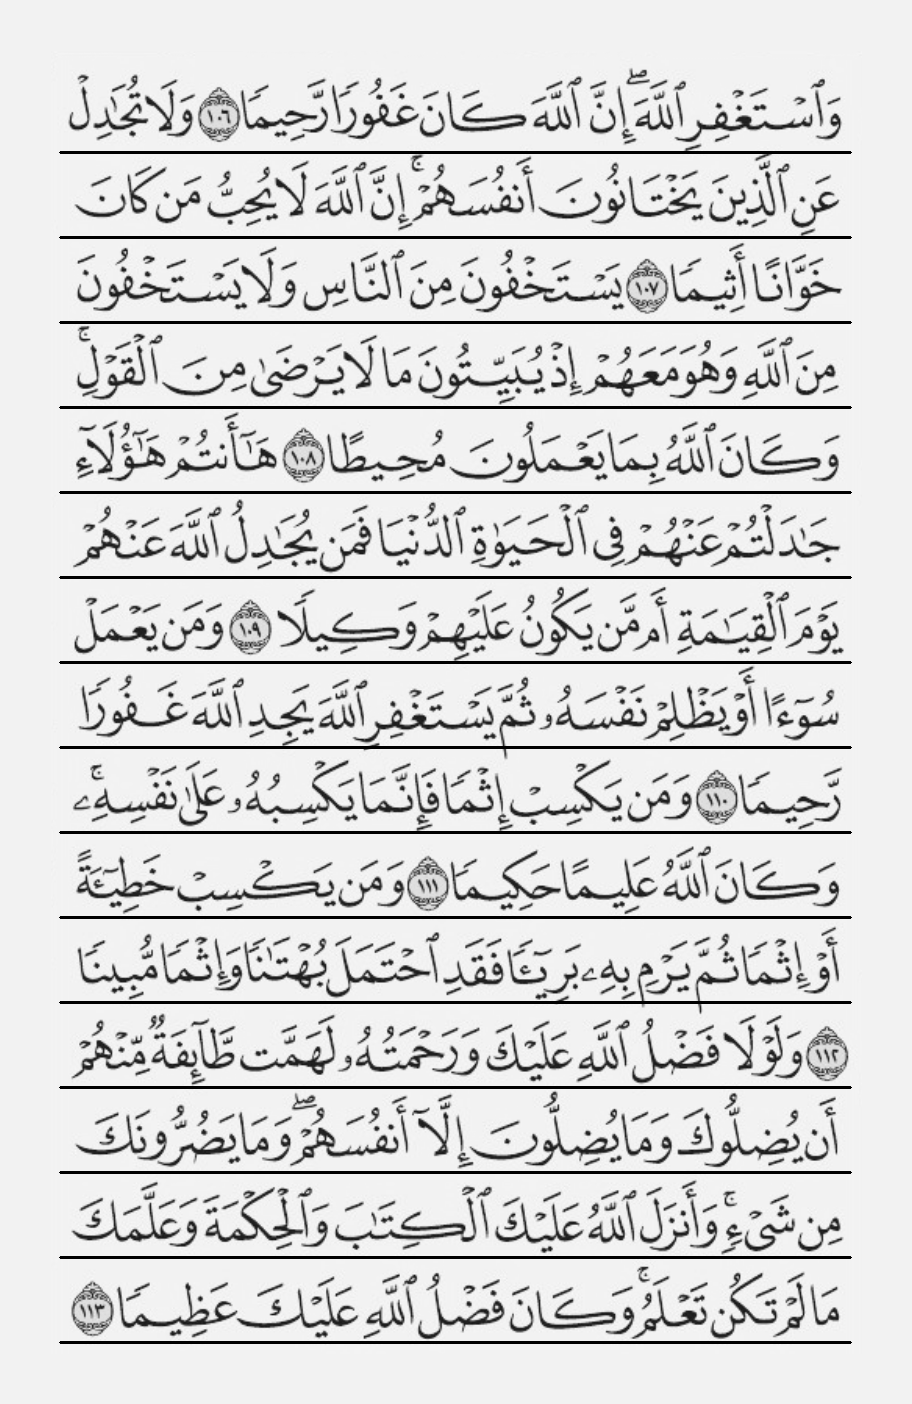 وَٱسْتَغْفِرِ ٱللَّهَۖ إِنَّ ٱللَّهَ كَانَ غَفُورًا رَّحِيمًا ١٠٦ وَلَا تُجَٰدِلْ
عَنِ ٱلَّذِينَ يَخْتَانُونَ أَنفُسَهُمْۚ إِنَّ ٱللَّهَ لَا يُحِبُّ مَن كَانَ
خَوَّانًا أَثِيمًا ١٠٧ يَسْتَخْفُونَ مِنَ ٱلنَّاسِ وَلَا يَسْتَخْفُونَ
مِنَ ٱللَّهِ وَهُوَ مَعَهُمْ إِذْ يُبَيِّتُونَ مَا لَا يَرْضَىٰ مِنَ ٱلْقَوْلِۚ
وَكَانَ ٱللَّهُ بِمَا يَعْمَلُونَ مُحِيطًا ١٠٨ هَٰٓأَنتُمْ هَٰٓؤُلَآءِ
جَٰدَلْتُمْ عَنْهُمْ فِى ٱلْحَيَوٰةِ ٱلدُّنْيَا فَمَن يُجَٰدِلُ ٱللَّهَ عَنْهُمْ
يَوْمَ ٱلْقِيَٰمَةِ أَم مَّن يَكُونُ عَلَيْهِمْ وَكِيلًا ١٠٩ وَمَن يَعْمَلْ
سُوٓءًا أَوْ يَظْلِمْ نَفْسَهُۥ ثُمَّ يَسْتَغْفِرِ ٱللَّهَ يَجِدِ ٱللَّهَ غَفُورًا
رَّحِيمًا ١١٠ وَمَن يَكْسِبْ إِثْمًا فَإِنَّمَا يَكْسِبُهُۥ عَلَىٰ نَفْسِهِۦۚ
وَكَانَ ٱللَّهُ عَلِيمًا حَكِيمًا ١١١ وَمَن يَكْسِبْ خَطِيٓـَٔةً
أَوْ إِثْمًا ثُمَّ يَرْمِ بِهِۦ بَرِيٓـًٔا فَقَدِ ٱحْتَمَلَ بُهْتَٰنًا وَإِثْمًا مُّبِينًا
١١٢ وَلَوْلَا فَضْلُ ٱللَّهِ عَلَيْكَ وَرَحْمَتُهُۥ لَهَمَّت طَّآئِفَةٌ مِّنْهُمْ
أَن يُضِلُّوكَ وَمَا يُضِلُّونَ إِلَّآ أَنفُسَهُمْۖ وَمَا يَضُرُّونَكَ
مِن شَىْءٍۚ وَأَنزَلَ ٱللَّهُ عَلَيْكَ ٱلْكِتَٰبَ وَٱلْحِكْمَةَ وَعَلَّمَكَ
مَا لَمْ تَكُن تَعْلَمُۚ وَكَانَ فَضْلُ ٱللَّهِ عَلَيْكَ عَظِيمًا ١١٣